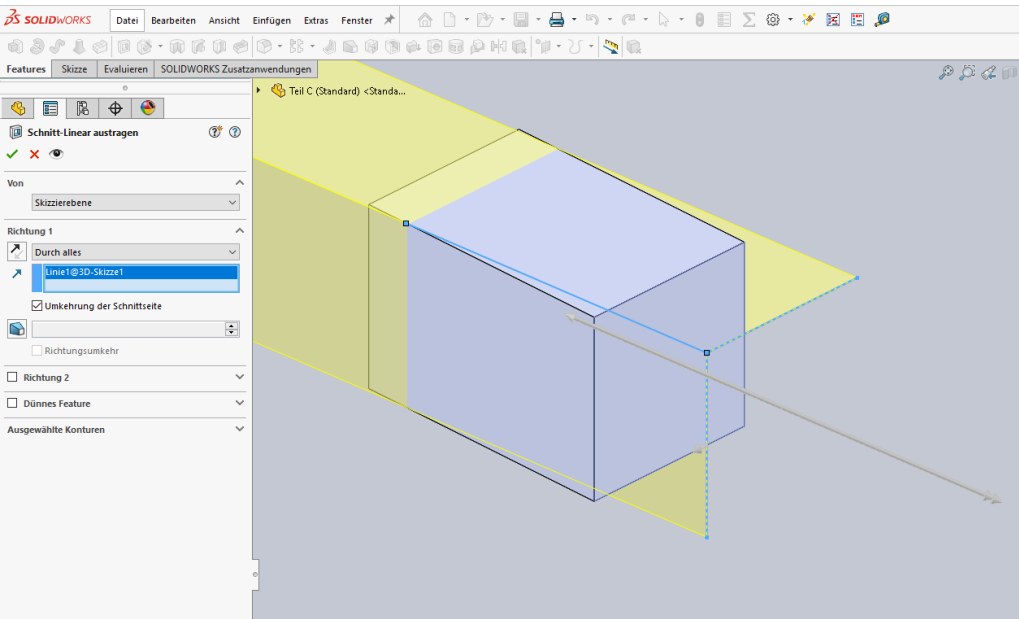 SOLIDWORKS Datei Bearbeiten Ansicht Einfügen Extras Fenster
Features Skizze Evaluieren SOLIDWORKS Zusatzanwendungen
Teil C (Standard) <Standa...
Schnitt-Linear austragen
Von
Skizzierebene
Richtung 1
Durch alles
Linie1@3D-Skizze1
Umkehrung der Schnittseite
Richtungsumkehr
Richtung 2
Dünnes Feature
Ausgewählte Konturen